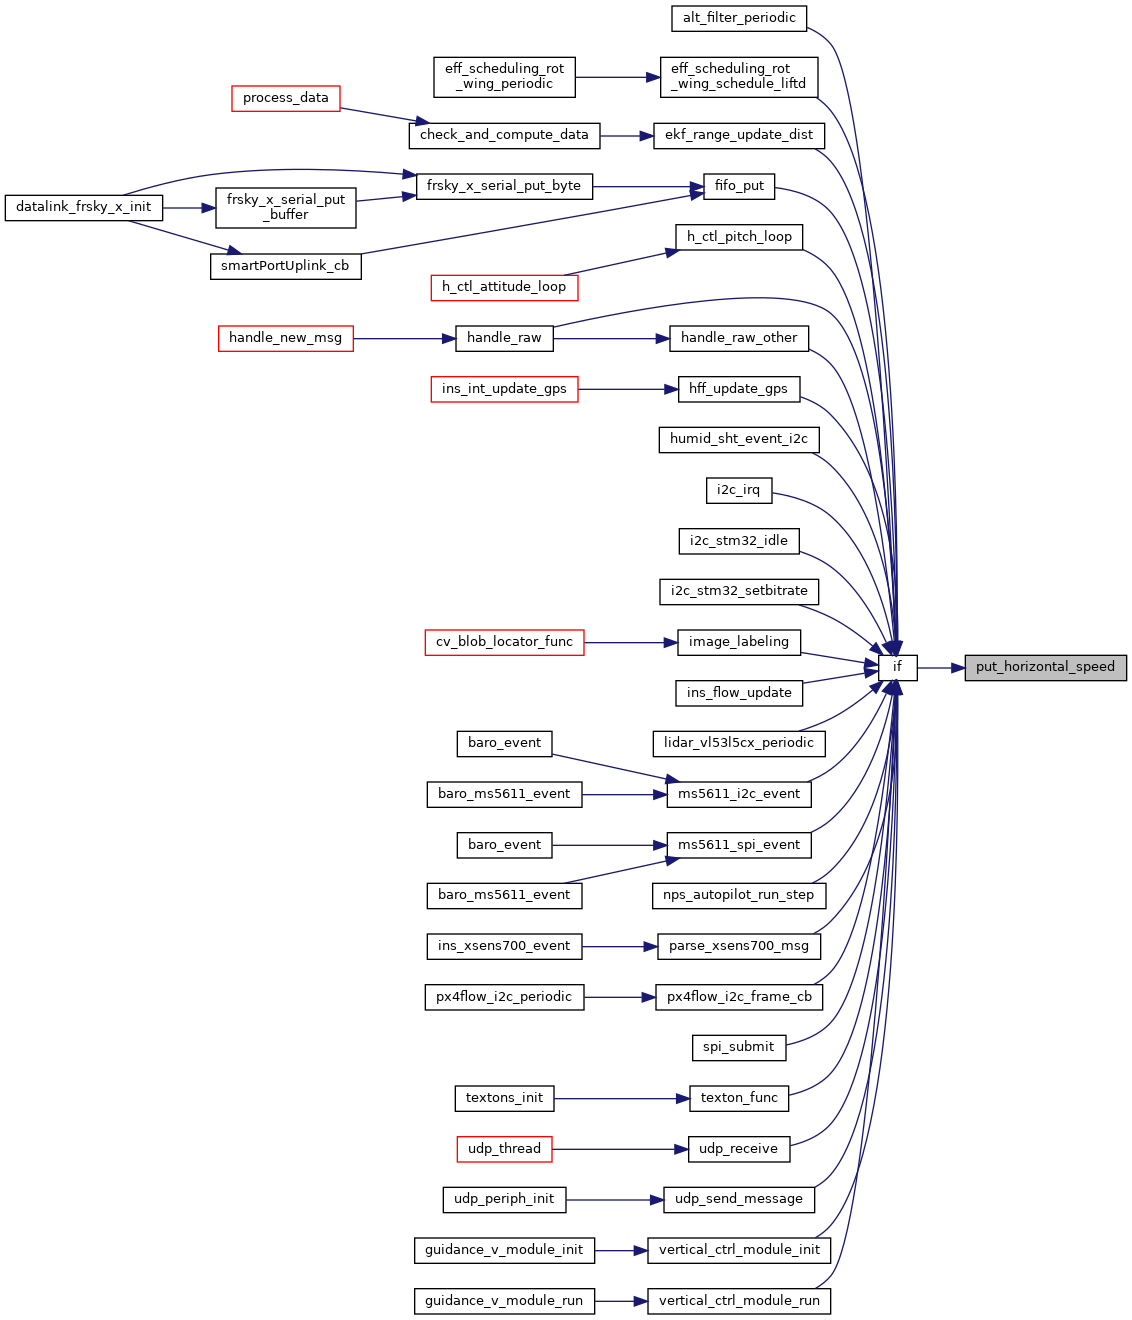 alt_filter_periodic
eff_scheduling_rot
_wing_periodic
eff_scheduling_rot
_wing_schedule_liftd
process_data
check_and_compute_data
ekf_range_update_dist
frsky_x_serial_put_byte
fifo_put
datalink_frsky_x_init
frsky_x_serial_put
_buffer
smartPortUplink_cb
h_ctl_pitch_loop
h_ctl_attitude_loop
handle_new_msg
handle_raw
handle_raw_other
ins_int_update_gps
hff_update_gps
humid_sht_event_i2c
i2c_irq
i2c_stm32_idle
i2c_stm32_setbitrate
cv_blob_locator_func
image_labeling
if
put_horizontal_speed
ins_flow_update
baro_event
lidar_vl53l5cx_periodic
baro_ms5611_event
ms5611_i2c_event
baro_event
ms5611_spi_event
baro_ms5611_event
nps_autopilot_run_step
ins_xsens700_event
parse_xsens700_msg
px4flow_i2c_periodic
px4flow_i2c_frame_cb
spi_submit
textons_init
texton_func
udp_thread
udp_receive
udp_periph_init
udp_send_message
guidance_v_module_init
vertical_ctrl_module_init
guidance_v_module_run
vertical_ctrl_module_run